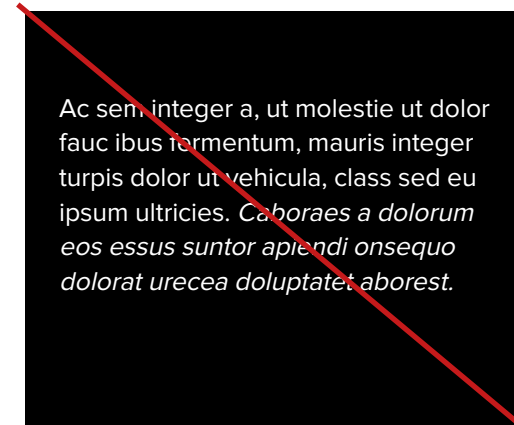 Ac sem integer a, ut molestie ut dolor
fauc ibus fermentum, mauris integer
turpis dolor ut vehicula, class sed eu
ipsum ultricies. Caboraes a dolorum
eos essus suntor apiendi onsequo
dolorat urecea doluptatet aborest.